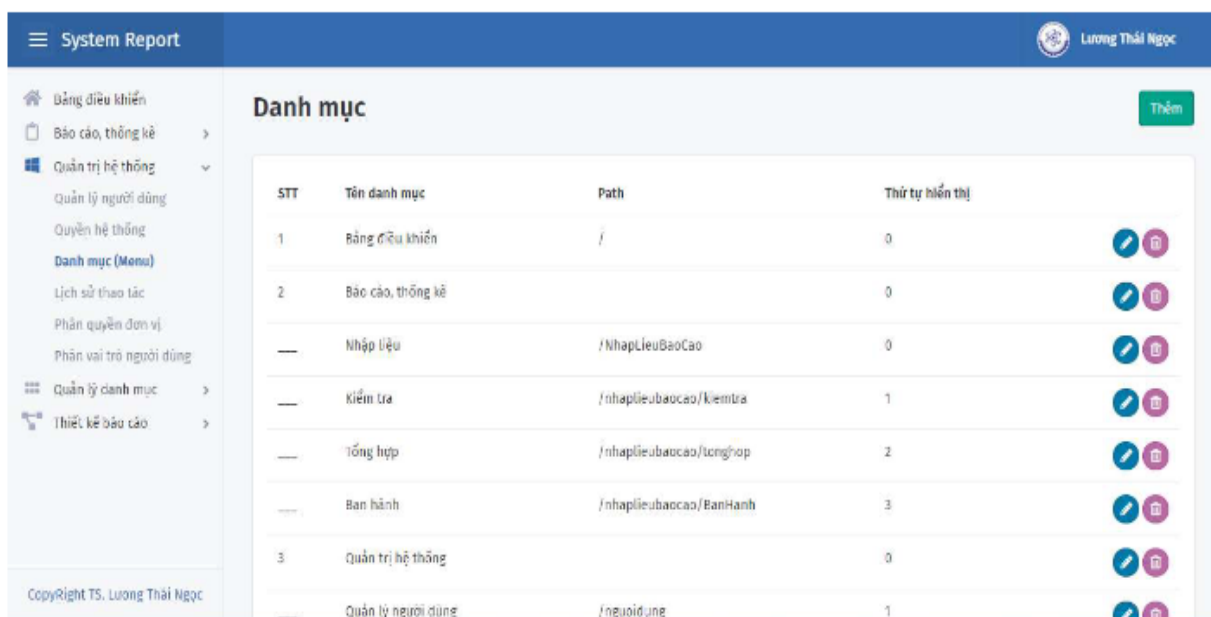 System Report
Lương Thái Ngọc
Bảng điều khiển
Báo cáo, thống kê
Quản trị hệ thống
Quản lý người dùng
Quyền hệ thống
Danh mục (Menu)
Lịch sử thao tác
Phân quyền đơn vị
Phân vai trò người dùng
Quản lý danh mục
Thiết kế báo cáo
CopyRight TS. Lương Thái Ngọc
Danh mục
Thêm
STT Tên danh mục Path Thứ tự hiển thị
1 Bảng điều khiển / 0
2 Báo cáo, thống kê 0
___ Nhập liệu /NhapLieuBaoCao 0
___ Kiểm tra /nhaplieubaocao/kiemtra 1
___ Tổng hợp /nhaplieubaocao/tonghop 2
___ Ban hành /nhaplieubaocao/BanHanh 3
3 Quản trị hệ thống 0
Quản lý người dùng /nguoidung 1